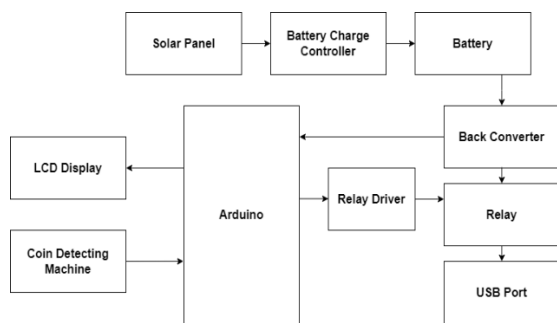 Solar Panel
Battery Charge
Controller
Battery
Back Converter
LCD Display
Arduino
Relay Driver
Relay
Coin Detecting
Machine
USB Port